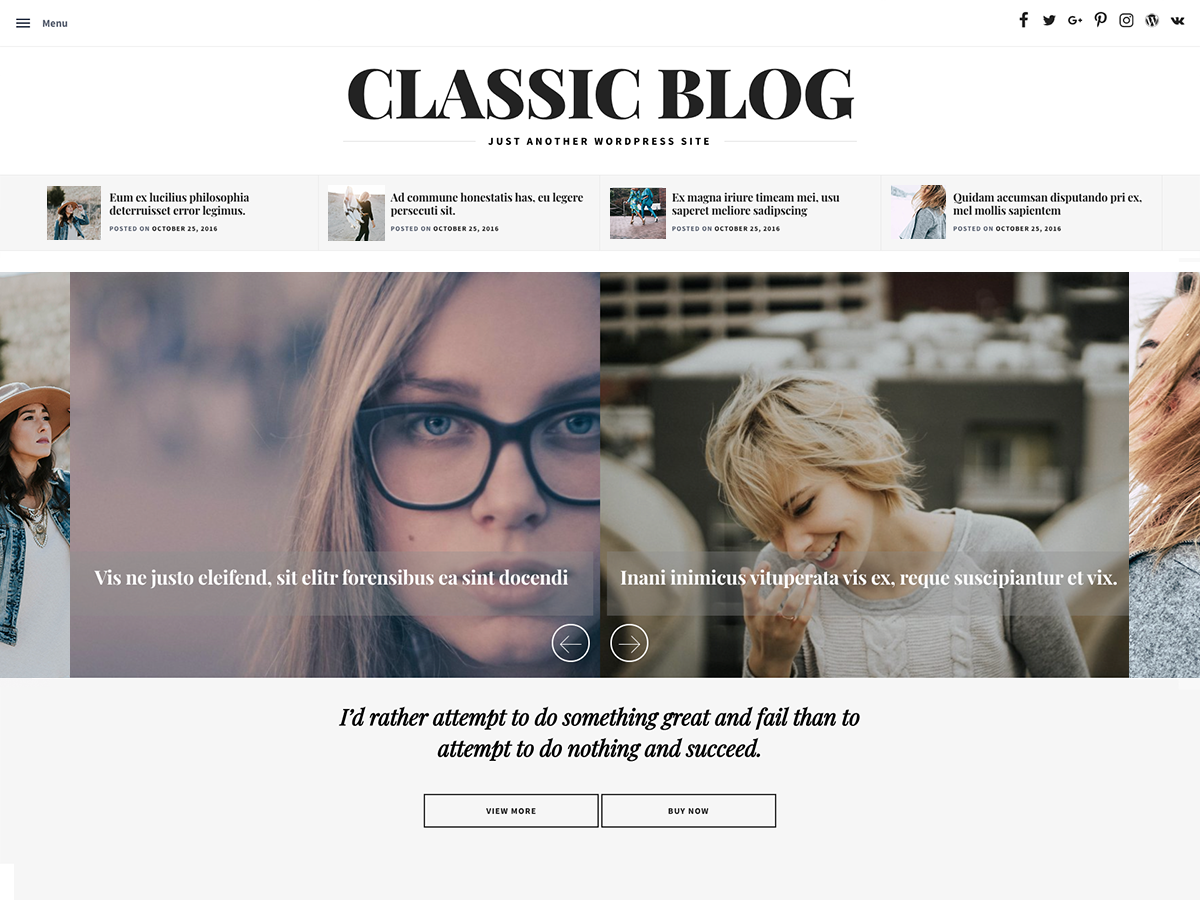 Menu
CLASSIC BLOG
JUST ANOTHER WORDPRESS SITE
Eum ex lucilius philosophia
deterruisset error legimus.
POSTED ON OCTOBER 25, 2016
Ad commune honestatis has, eu legere
persecuti sit.
POSTED ON OCTOBER 25, 2016
Ex magna iriure timeam mei, usu
saperet meliore sadipscing
POSTED ON OCTOBER 25, 2016
Quidam accumsan disputando pri ex,
mel mollis sapientem
POSTED ON OCTOBER 25, 2016
Vis ne justo eleifend, sit elitr forensibus ea sint docendi
Inani inimicus vituperata vis ex, reque suscipiantur et vix.
I’d rather attempt to do something great and fail than to
attempt to do nothing and succeed.
VIEW MORE
BUY NOW